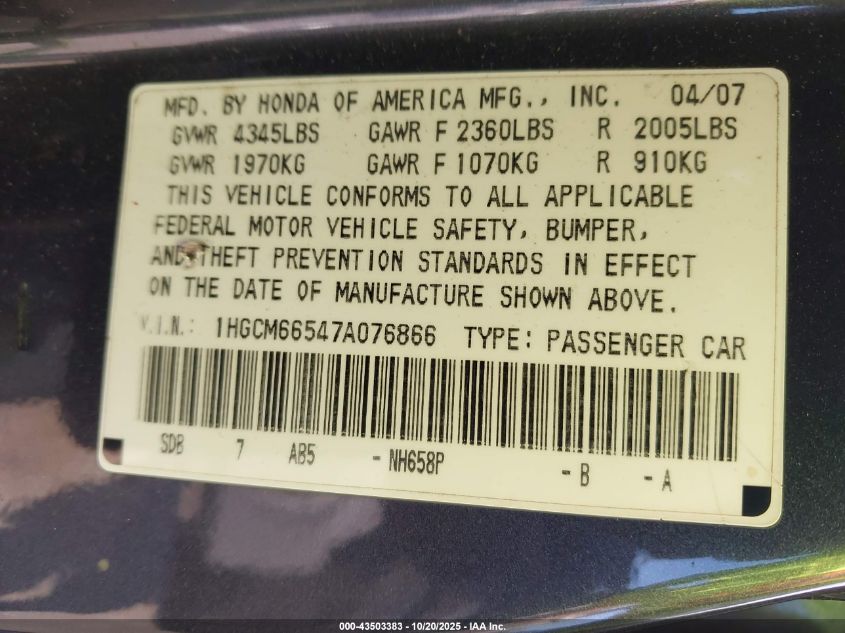 MFD. BY HONDA OF AMERICA MFG., INC. 04/07
GVWR 4345LBS GAWR F 2360LBS R 2005LBS
GVWR 1970KG GAWR F 1070KG R 910KG
THIS VEHICLE CONFORMS TO ALL APPLICABLE
FEDERAL MOTOR VEHICLE SAFETY, BUMPER,
AND THEFT PREVENTION STANDARDS IN EFFECT
ON THE DATE OF MANUFACTURE SHOWN ABOVE.
V.I.N.: 1HGCM66547A076866 TYPE: PASSENGER CAR
SDB 7 AB5 - NH658P - B - A
000-43503383 - 10/20/2025 - IAA Inc.